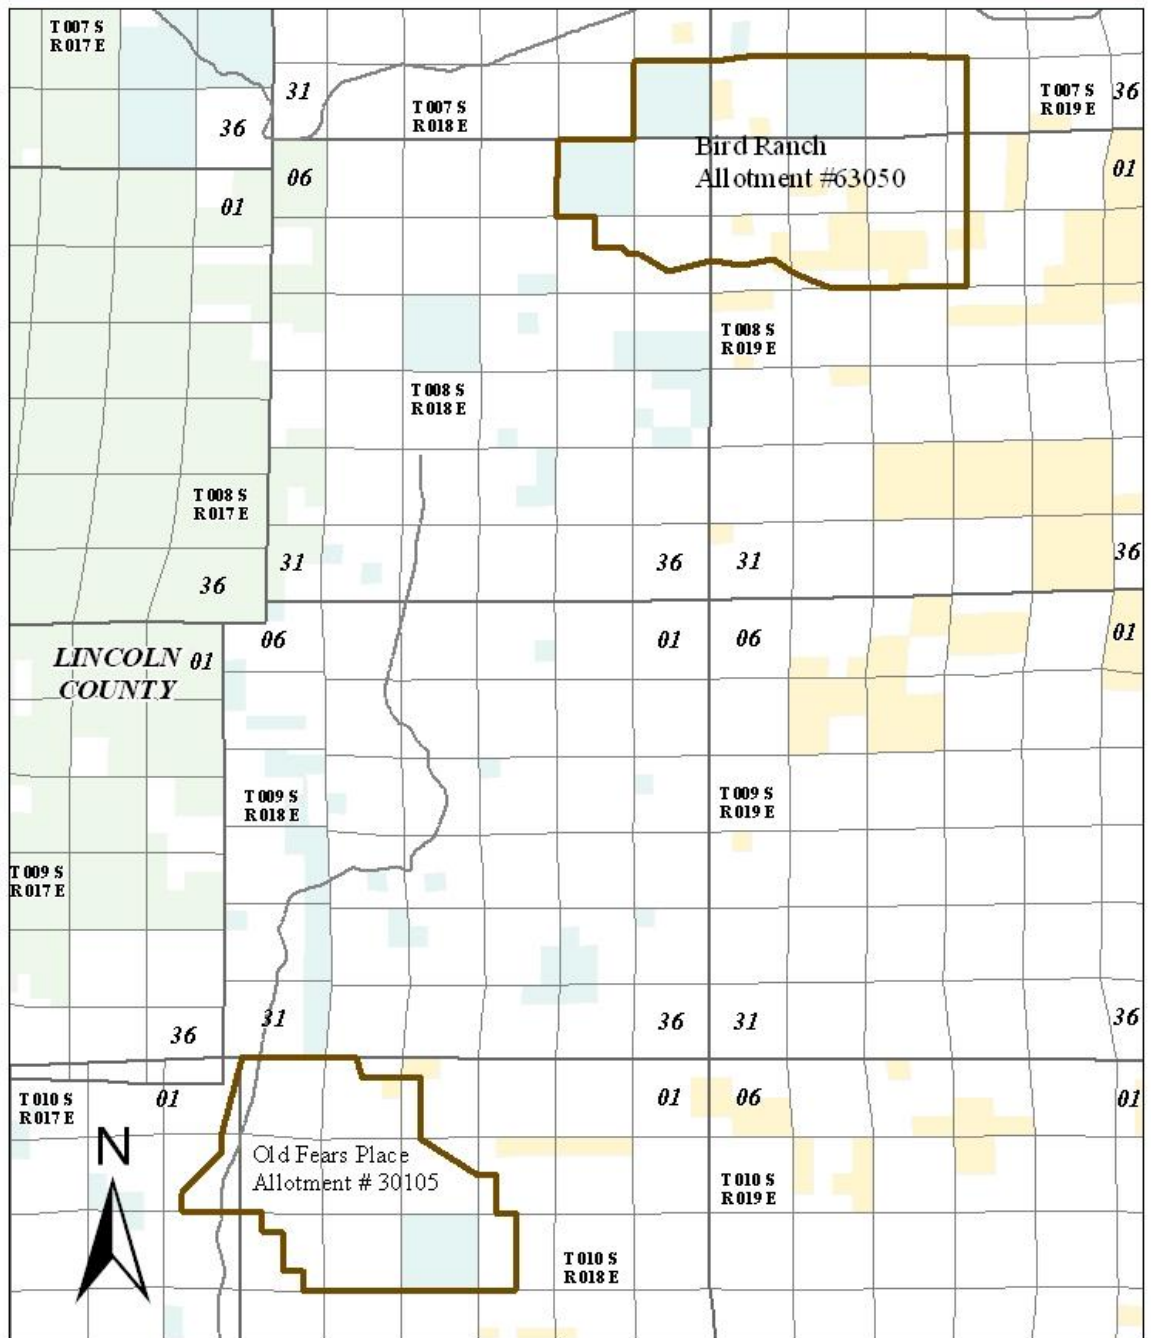 T 007 S
R 017 E
31
T 007 S
R 018 E
T 007 S
R 019 E
36
36
Bird Ranch
Allotment #63050
06
01
01
T 008 S
R 019 E
T 008 S
R 018 E
T 008 S
R 017 E
31
36
31
36
36
06
01
06
01
LINCOLN
COUNTY
01
T 009 S
R 018 E
T 009 S
R 019 E
T 009 S
R 017 E
31
36
31
36
36
T 010 S
R 017 E
01
01
06
01
N
Old Fears Place
Allotment # 30105
T 010 S
R 019 E
T 010 S
R 018 E